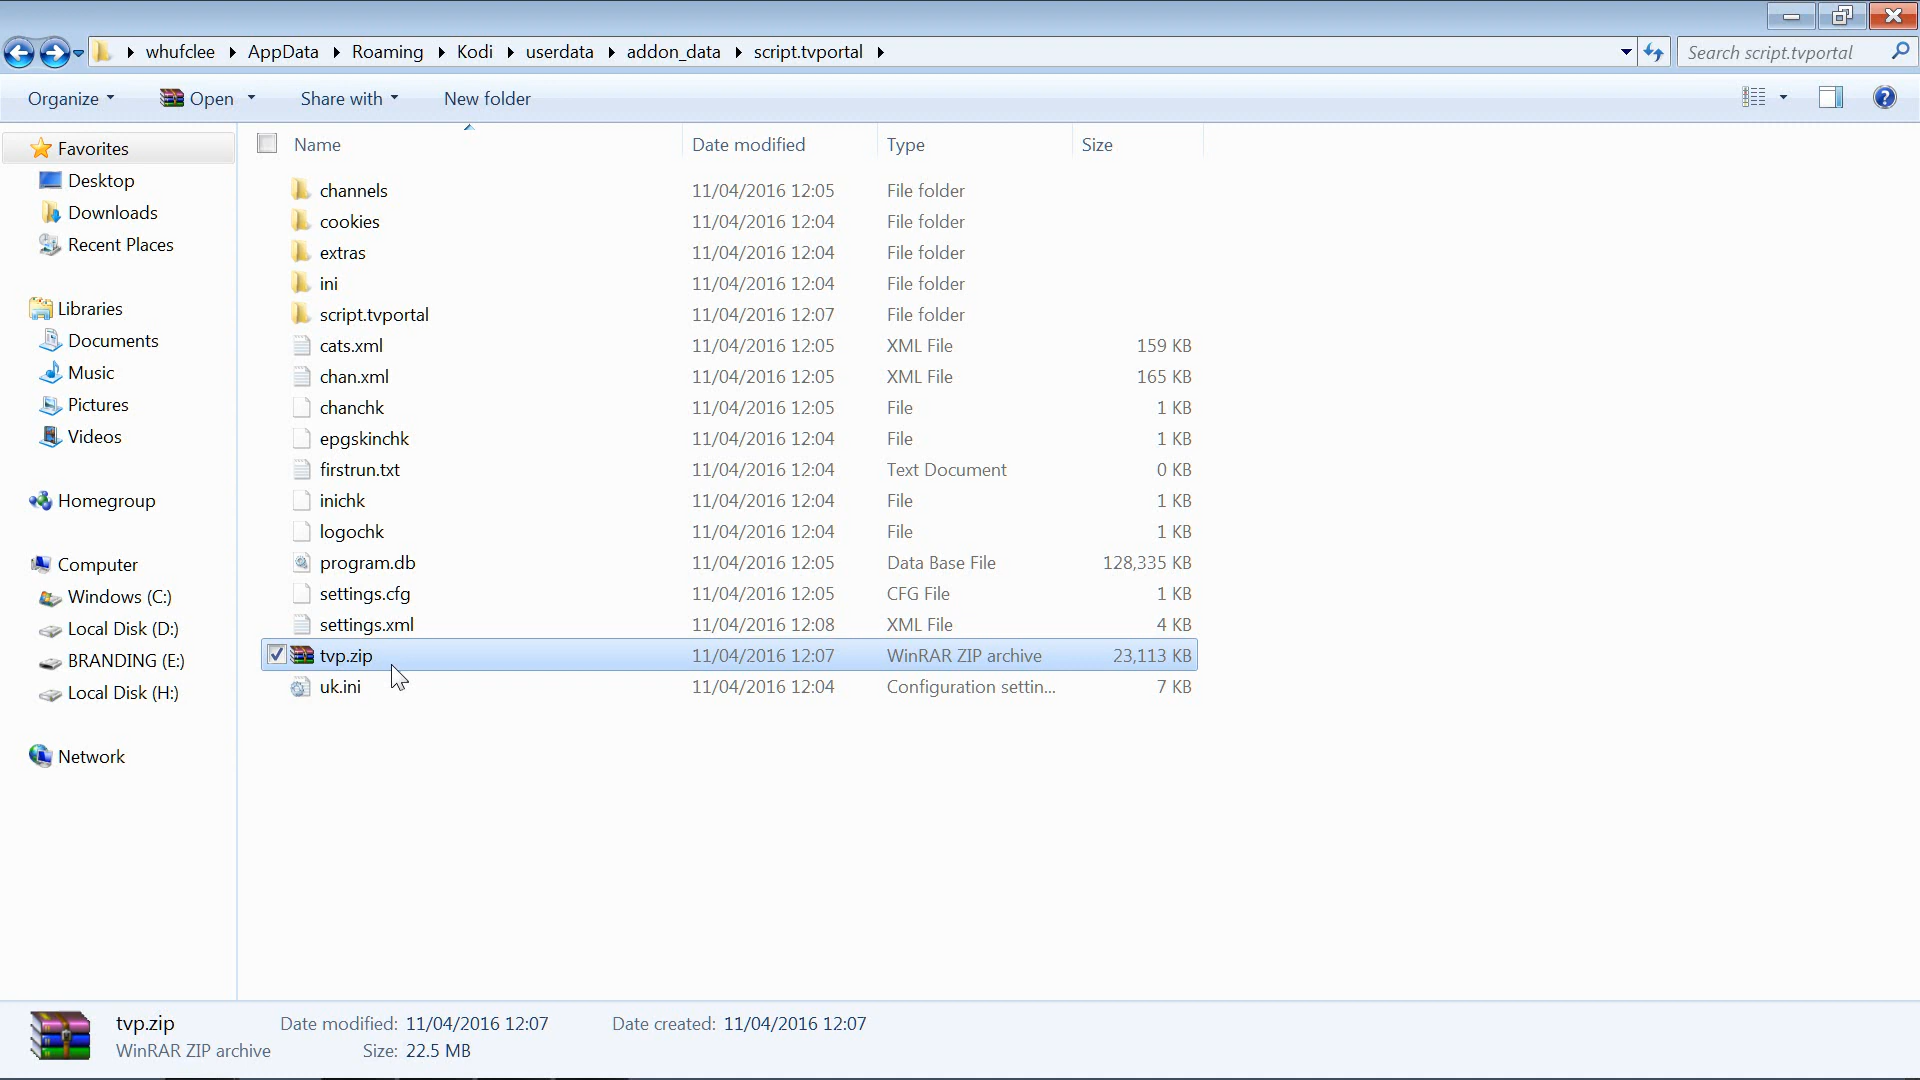 whufclee AppData Roaming Kodi userdata addon_data script.tvportal Search script.tvportal
Organize Open Share with New folder
Name Date modified Type Size
Favorites
Desktop
Downloads
Recent Places
Libraries
Documents
Music
Pictures
Videos
Homegroup
Computer
Windows (C:)
Local Disk (D:)
BRANDING (E:)
Local Disk (H:)
Network
channels 11/04/2016 12:05 File folder
cookies 11/04/2016 12:04 File folder
extras 11/04/2016 12:04 File folder
ini 11/04/2016 12:04 File folder
script.tvportal 11/04/2016 12:07 File folder
cats.xml 11/04/2016 12:05 XML File 159 KB
chan.xml 11/04/2016 12:05 XML File 165 KB
chanchk 11/04/2016 12:05 File 1 KB
epgskinchk 11/04/2016 12:04 File 1 KB
firstrun.txt 11/04/2016 12:04 Text Document 0 KB
inichk 11/04/2016 12:04 File 1 KB
logochk 11/04/2016 12:04 File 1 KB
program.db 11/04/2016 12:05 Data Base File 128,335 KB
settings.cfg 11/04/2016 12:05 CFG File 1 KB
settings.xml 11/04/2016 12:08 XML File 4 KB
tvp.zip 11/04/2016 12:07 WinRAR ZIP archive 23,113 KB
uk.ini 11/04/2016 12:04 Configuration settin... 7 KB
tvp.zip Date modified: 11/04/2016 12:07 Date created: 11/04/2016 12:07
WinRAR ZIP archive Size: 22.5 MB